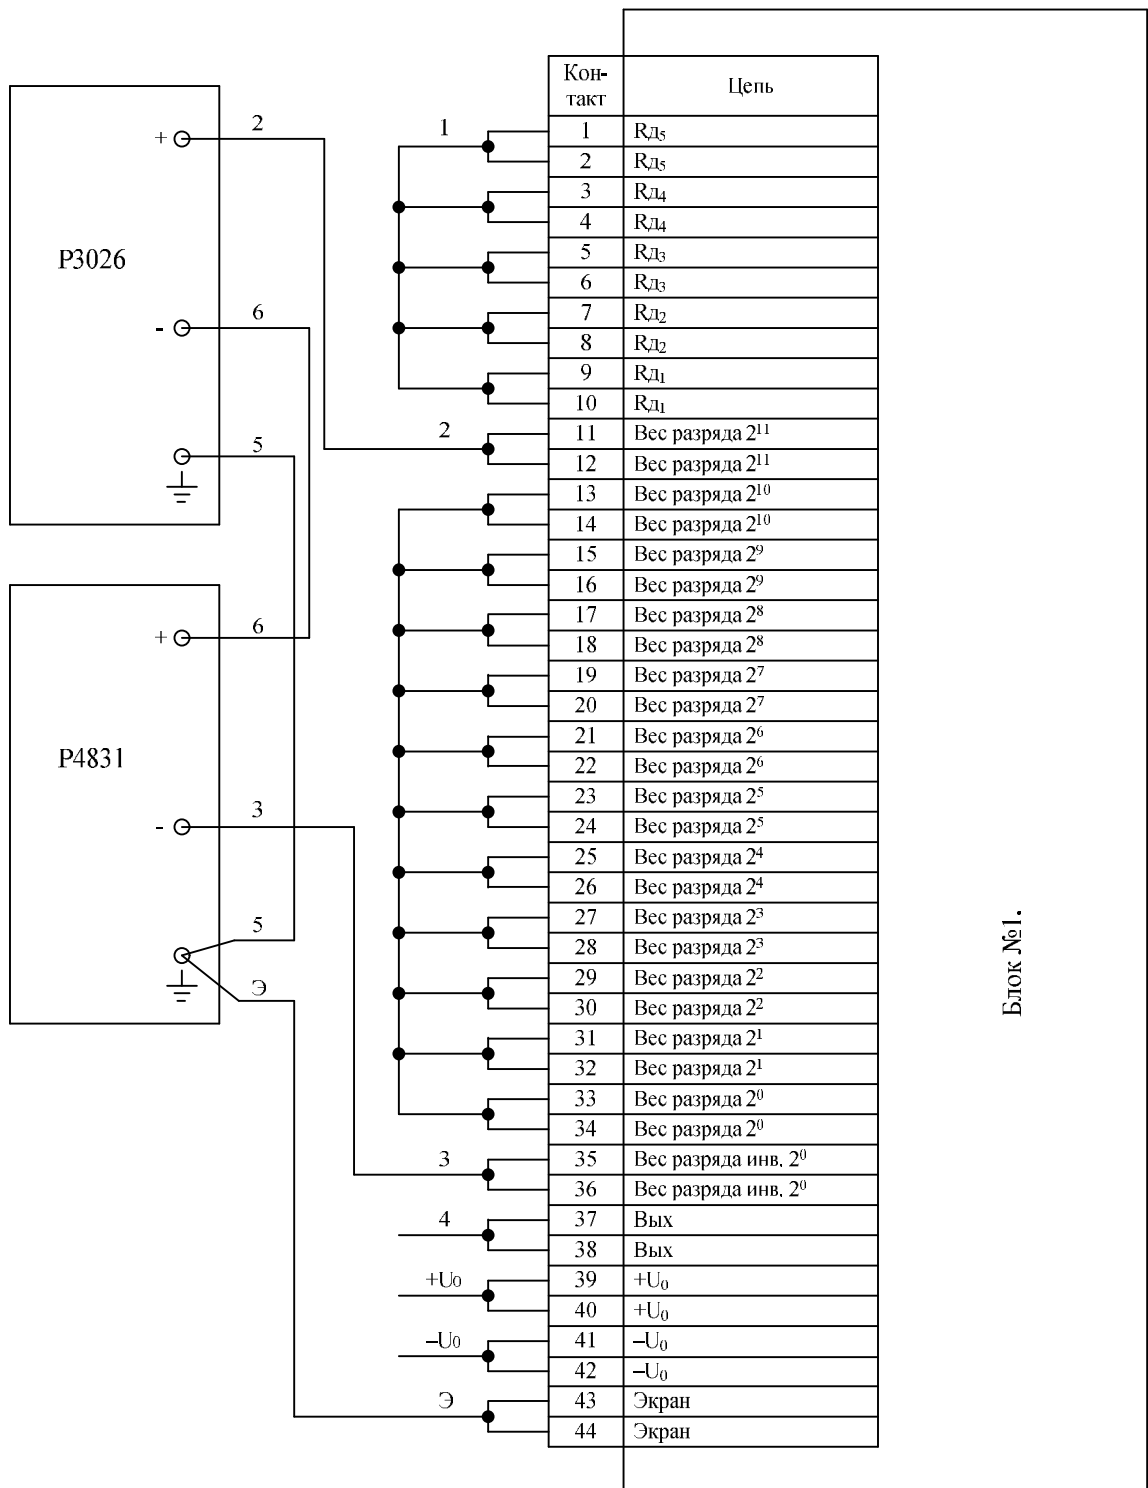 Кон-
такт
Цепь
1 Rд₅
2 Rд₅
3 Rд₄
4 Rд₄
5 Rд₃
6 Rд₃
7 Rд₂
8 Rд₂
9 Rд₁
10 Rд₁
11 Вес разряда 2¹¹
12 Вес разряда 2¹¹
13 Вес разряда 2¹⁰
14 Вес разряда 2¹⁰
15 Вес разряда 2⁹
16 Вес разряда 2⁹
17 Вес разряда 2⁸
18 Вес разряда 2⁸
19 Вес разряда 2⁷
20 Вес разряда 2⁷
21 Вес разряда 2⁶
22 Вес разряда 2⁶
23 Вес разряда 2⁵
24 Вес разряда 2⁵
25 Вес разряда 2⁴
26 Вес разряда 2⁴
27 Вес разряда 2³
28 Вес разряда 2³
29 Вес разряда 2²
30 Вес разряда 2²
31 Вес разряда 2¹
32 Вес разряда 2¹
33 Вес разряда 2⁰
34 Вес разряда 2⁰
35 Вес разряда инв. 2⁰
36 Вес разряда инв. 2⁰
37 Вых
38 Вых
39 +U₀
40 +U₀
41 –U₀
42 –U₀
43 Экран
44 Экран
+
2
P3026
-
6
5
+
6
P4831
-
3
5
Э
1
2
3
4
+U₀
–U₀
Э
Блок №1.